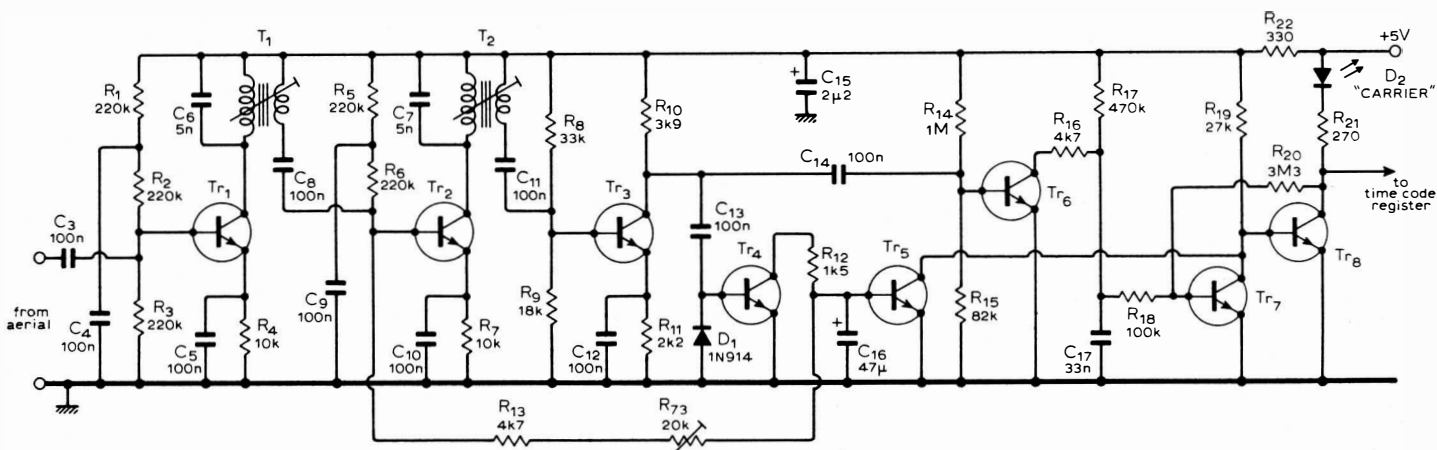 T1
T2
R22
330
+5V
R1
220k
C6
5n
R5
220k
C7
5n
R8
33k
R10
3k9
+
C15
2µ2
R14
1M
R16
4k7
R17
470k
R19
27k
D2
"CARRIER"
R21
270
R2
220k
Tr1
C8
100n
R6
220k
Tr2
C11
100n
Tr3
C14
100n
Tr6
R20
3M3
to
time code
register
C3
100n
C13
100n
Tr4
R12
1k5
Tr5
Tr7
Tr8
from
aerial
C4
100n
R3
220k
C5
100n
R4
10k
C9
100n
C10
100n
R7
10k
R9
18k
C12
100n
R11
2k2
D1
1N914
+
C16
47µ
R15
82k
C17
33n
R18
100k
R13
4k7
R73
20k